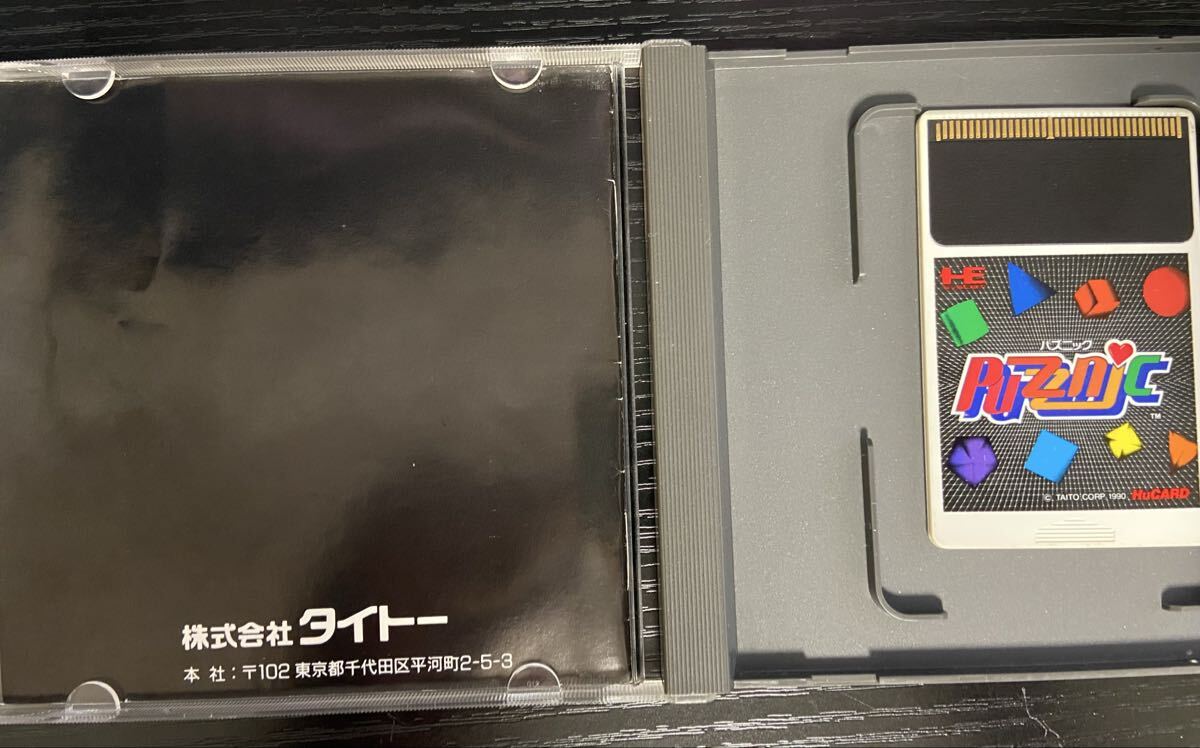 株式会社 タイトー
本 社 : 〒102 東京都千代田区平河町2-5-3
HE
パズニック
PUZZNIC
TM
© TAITO CORP. 1990 HuCARD